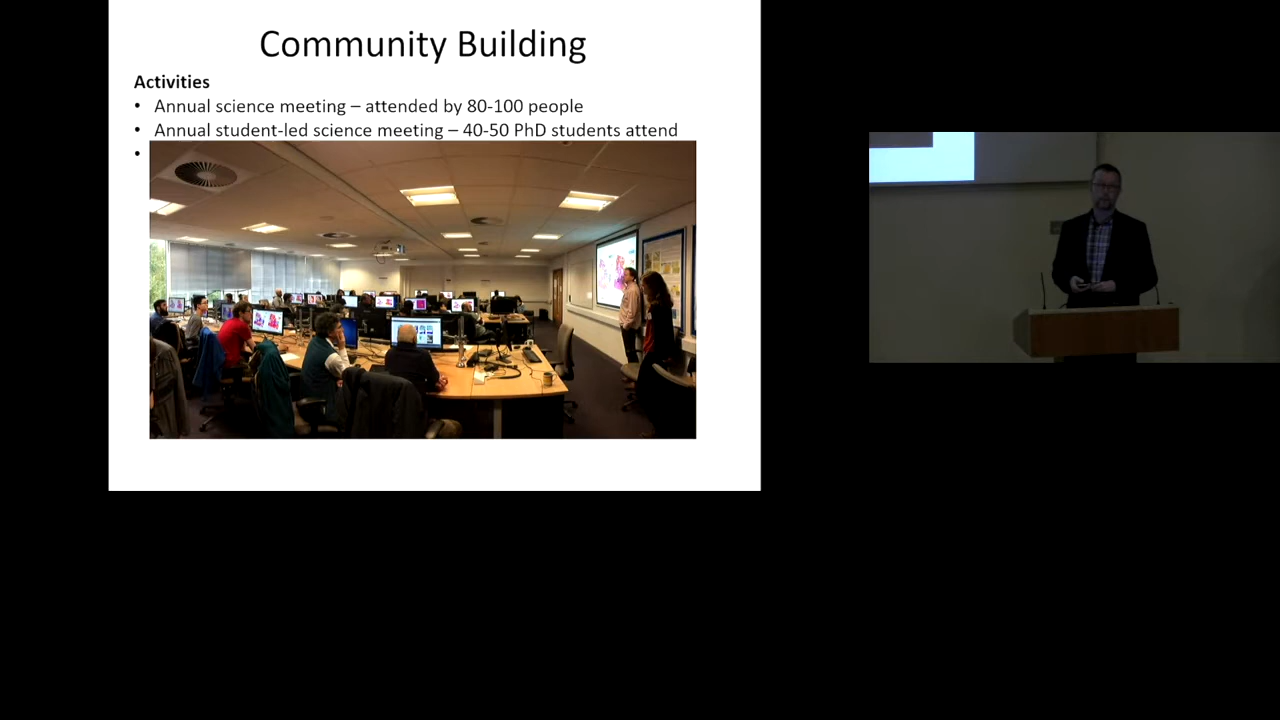 Community Building
Activities
• Annual science meeting – attended by 80-100 people
• Annual student-led science meeting – 40-50 PhD students attend
•